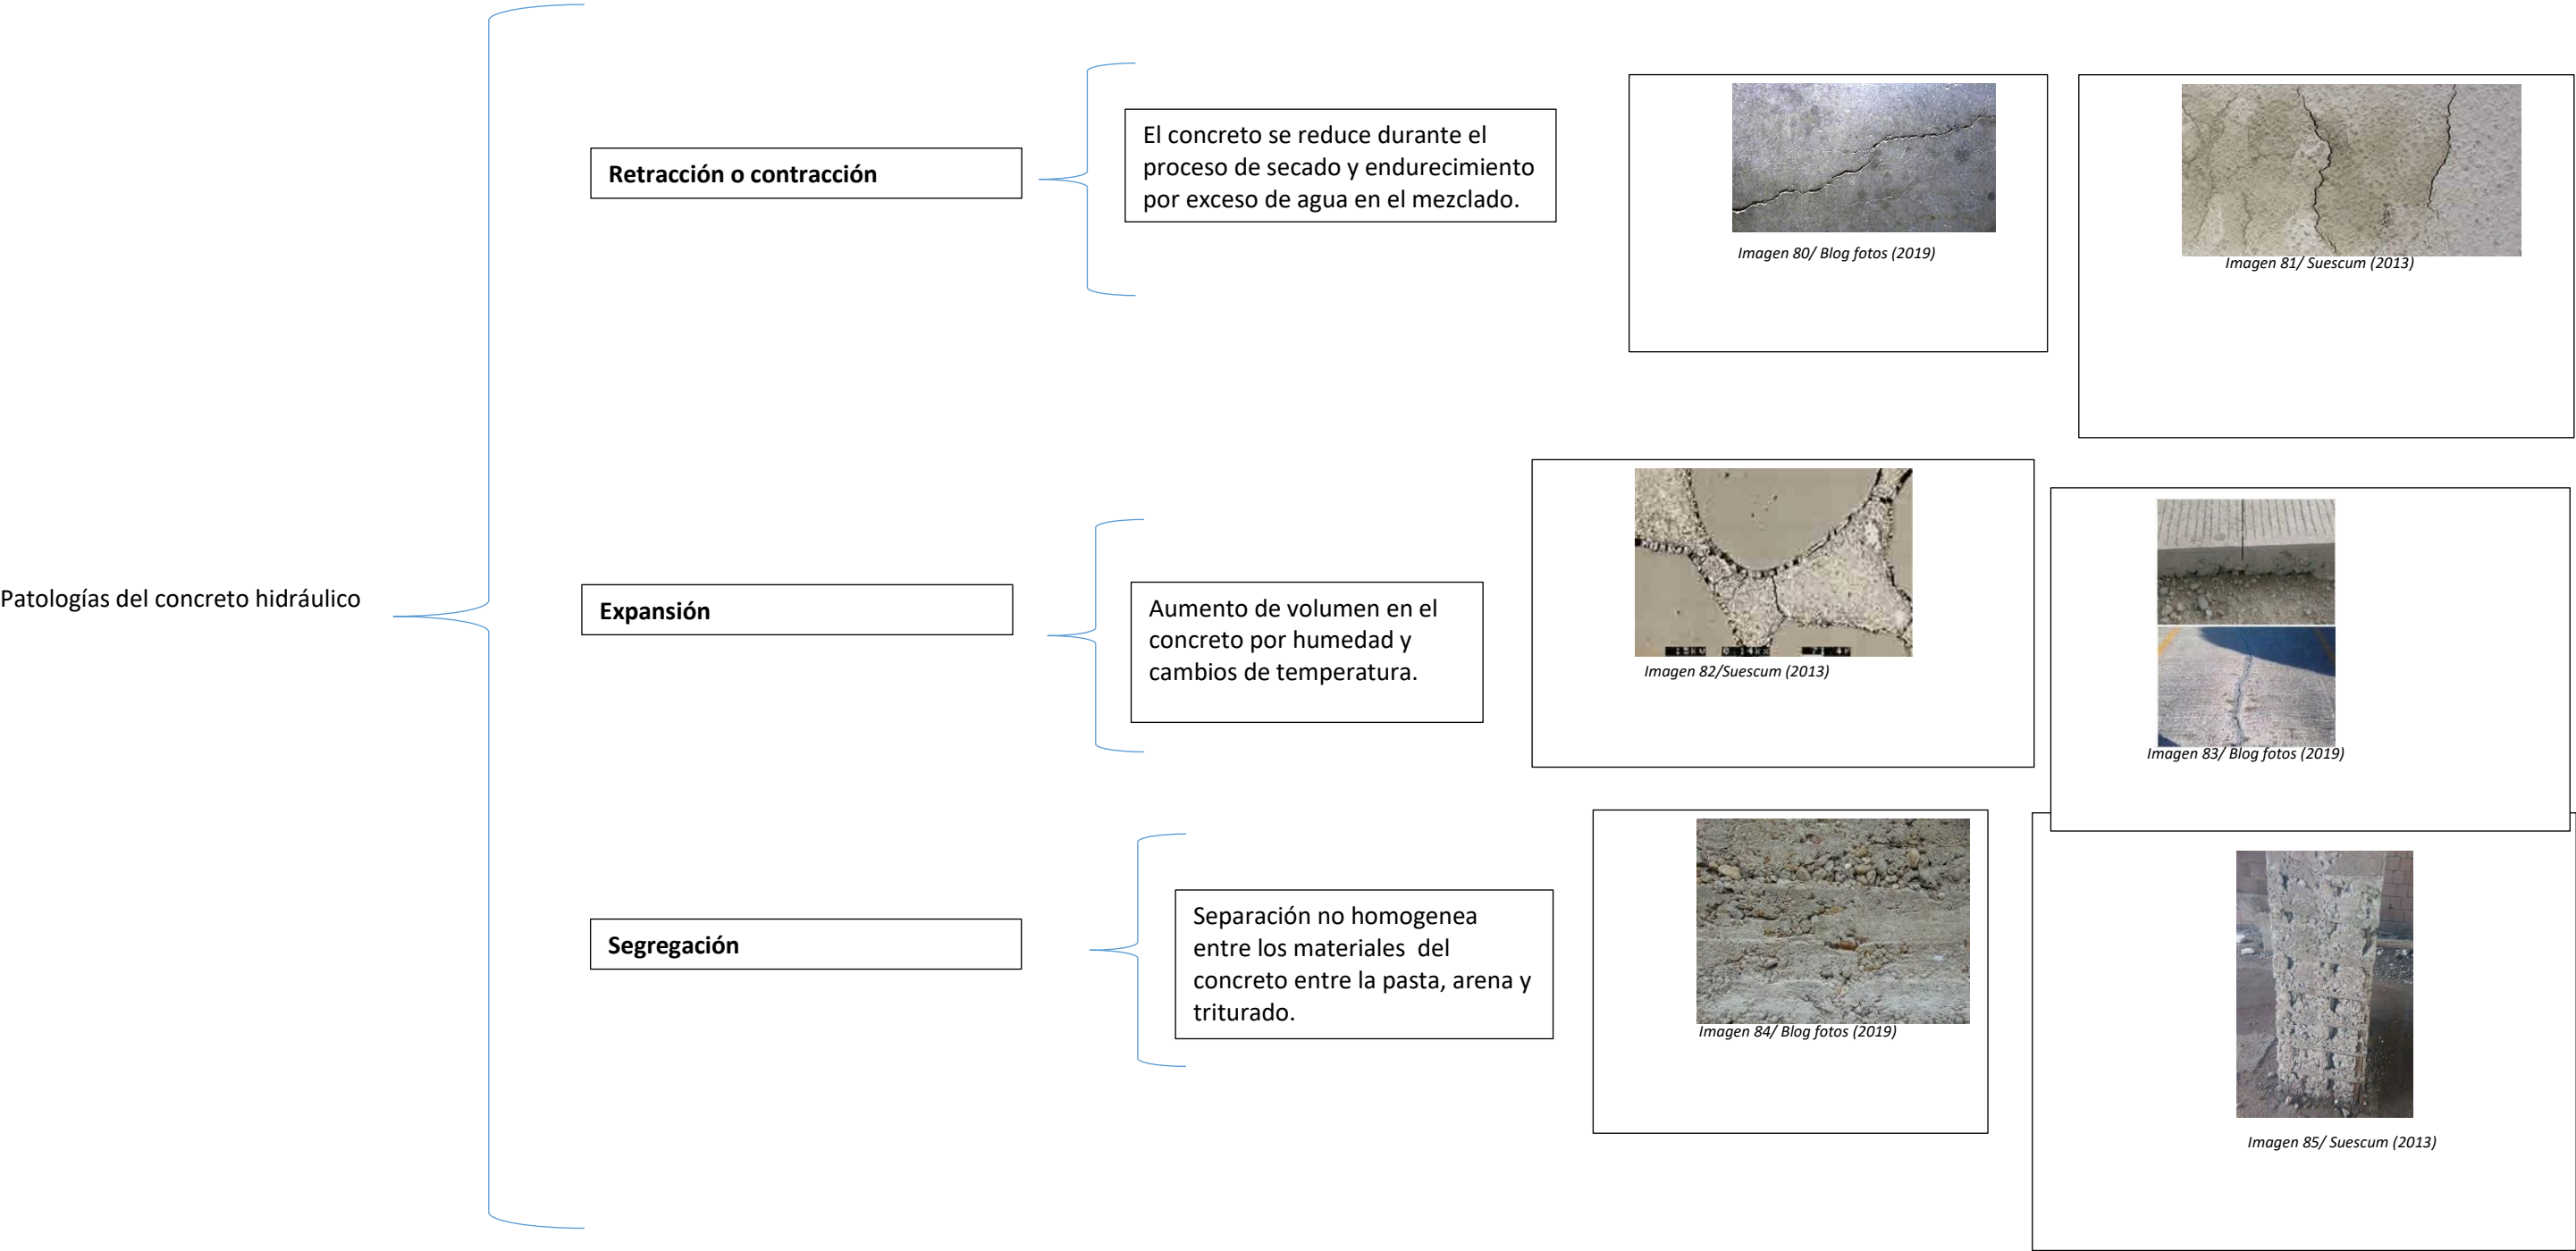 Patologías del concreto hidráulico
Retracción o contracción
El concreto se reduce durante el
proceso de secado y endurecimiento
por exceso de agua en el mezclado.
Imagen 80/ Blog fotos (2019)
Imagen 81/ Suescum (2013)
Expansión
Aumento de volumen en el
concreto por humedad y
cambios de temperatura.
Imagen 82/Suescum (2013)
Imagen 83/ Blog fotos (2019)
Segregación
Separación no homogenea
entre los materiales  del
concreto entre la pasta, arena y
triturado.
Imagen 84/ Blog fotos (2019)
Imagen 85/ Suescum (2013)